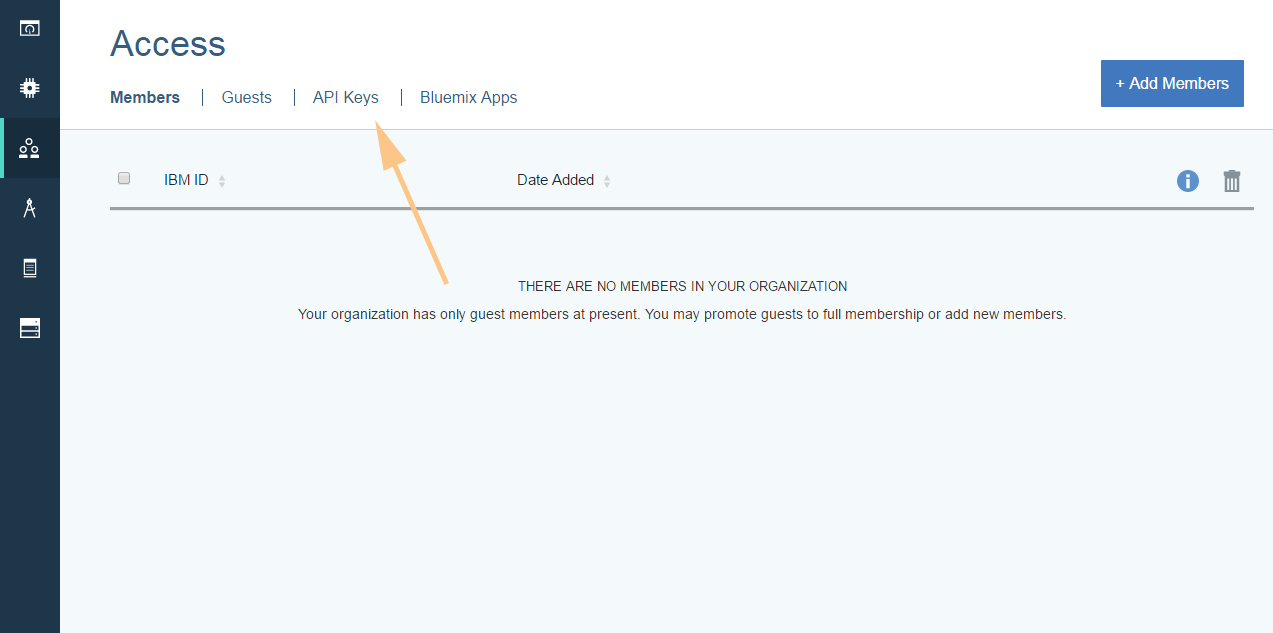 Access
Members | Guests | API Keys | Bluemix Apps
+ Add Members
IBM ID Date Added
THERE ARE NO MEMBERS IN YOUR ORGANIZATION
Your organization has only guest members at present. You may promote guests to full membership or add new members.